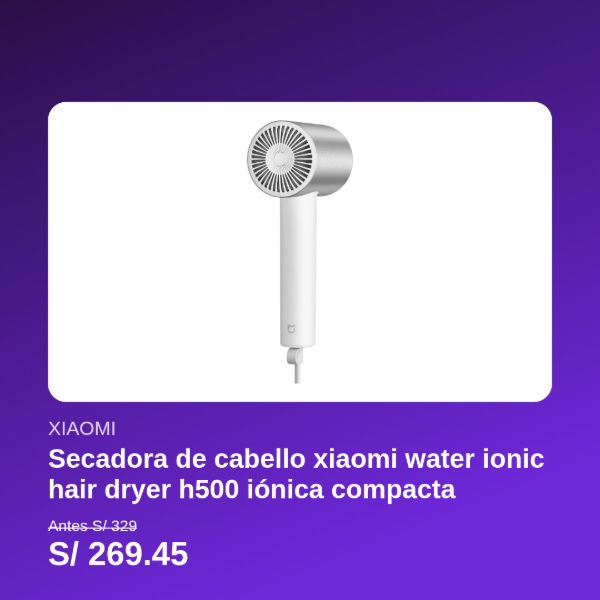 XIAOMI
Secadora de cabello xiaomi water ionic
hair dryer h500 iónica compacta
Antes S/ 329
S/ 269.45